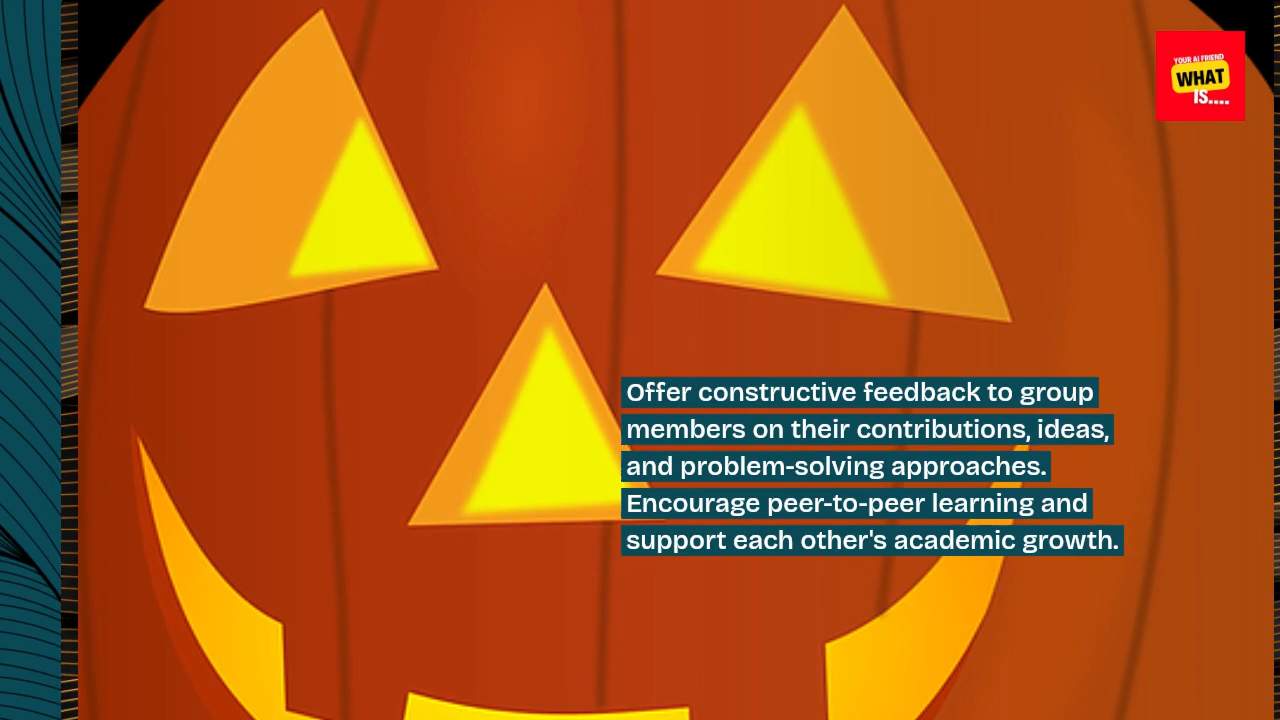 YOUR AI FRIEND
WHAT
IS....
Offer constructive feedback to group
members on their contributions, ideas,
and problem-solving approaches.
Encourage peer-to-peer learning and
support each other's academic growth.